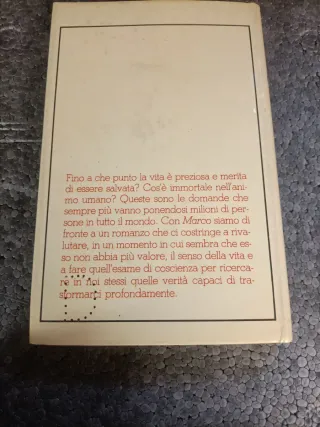 Fino a che punto la vita è preziosa e merita
di essere salvata? Cos'è immortale nell'ani-
mo umano? Queste sono le domande che
sempre più vanno ponendosi milioni di per-
sone in tutto il mondo. Con Marco siamo di
fronte a un romanzo che ci costringe a riva-
lutare, in un momento in cui sembra che es-
so non abbia più valore, il senso della vita e
a fare quell'esame di coscienza per ricerca-
re in noi stessi quelle verità capaci di tra-
sformarci profondamente.